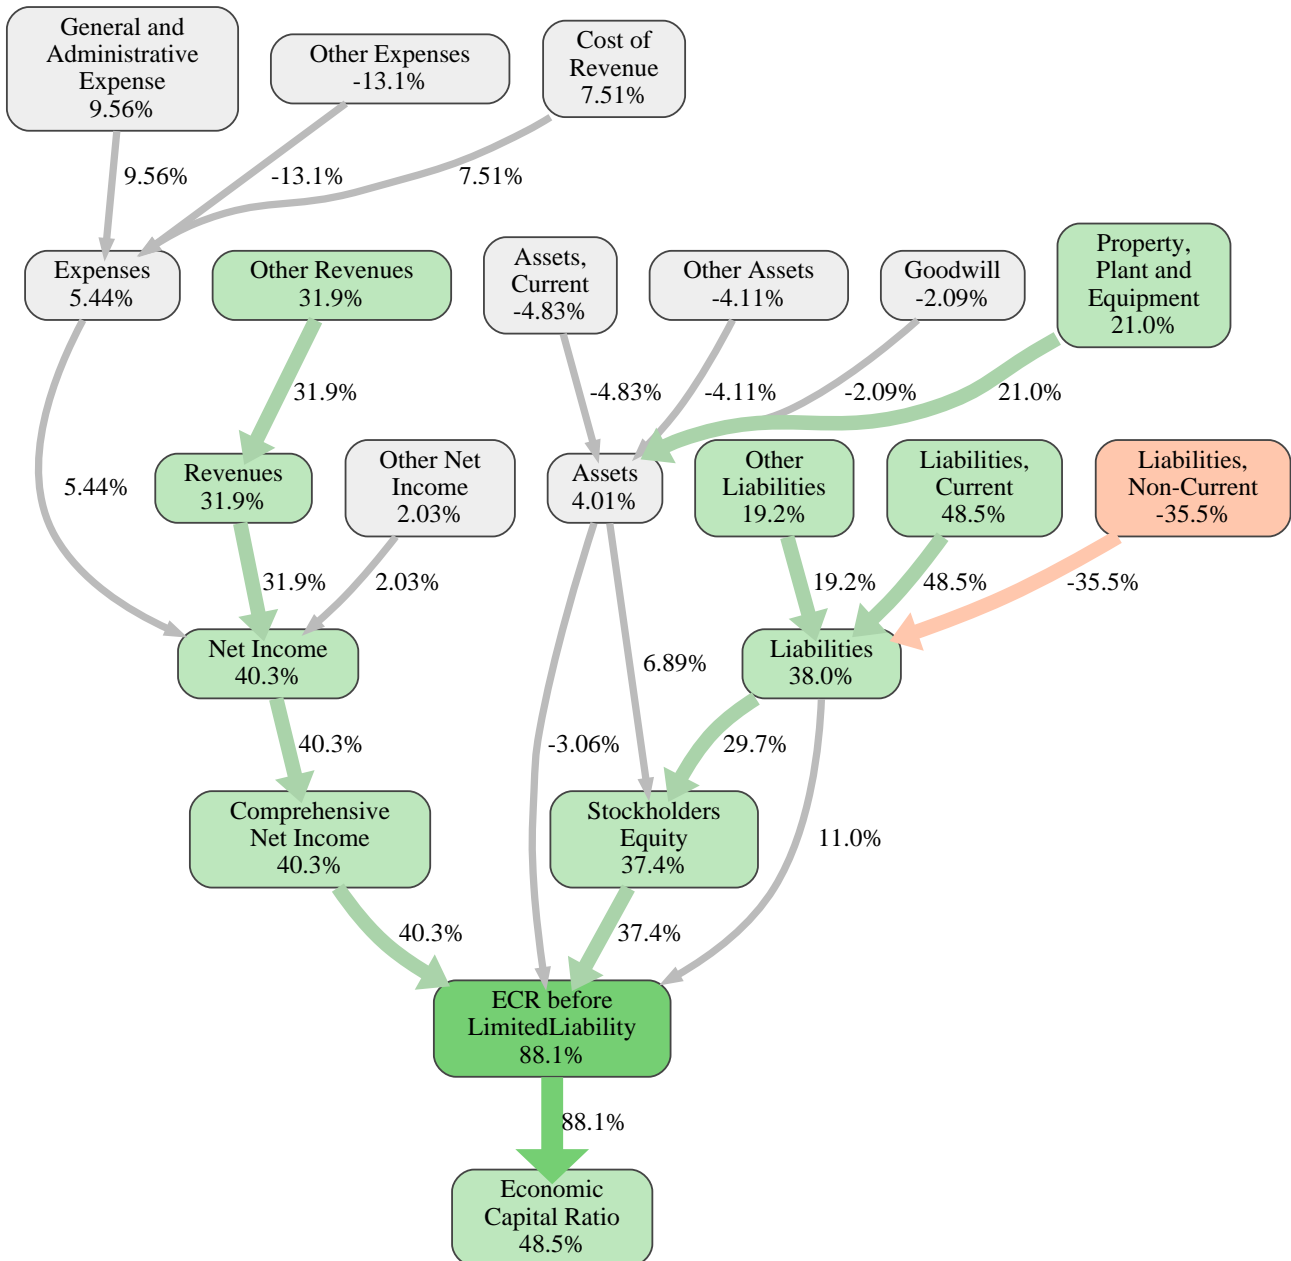 General and
Administrative
Expense
9.56%
Other Expenses
-13.1%
Cost of
Revenue
7.51%
9.56%
-13.1%
7.51%
Expenses
5.44%
Other Revenues
31.9%
Assets,
Current
-4.83%
Other Assets
-4.11%
Goodwill
-2.09%
Property,
Plant and
Equipment
21.0%
31.9%
-4.83%
-4.11%
-2.09%
21.0%
5.44%
Revenues
31.9%
Other Net
Income
2.03%
Assets
4.01%
Other
Liabilities
19.2%
Liabilities,
Current
48.5%
Liabilities,
Non-Current
-35.5%
31.9%
2.03%
19.2%
48.5%
-35.5%
Net Income
40.3%
6.89%
Liabilities
38.0%
40.3%
-3.06%
29.7%
Comprehensive
Net Income
40.3%
Stockholders
Equity
37.4%
11.0%
40.3%
37.4%
ECR before
LimitedLiability
88.1%
88.1%
Economic
Capital Ratio
48.5%